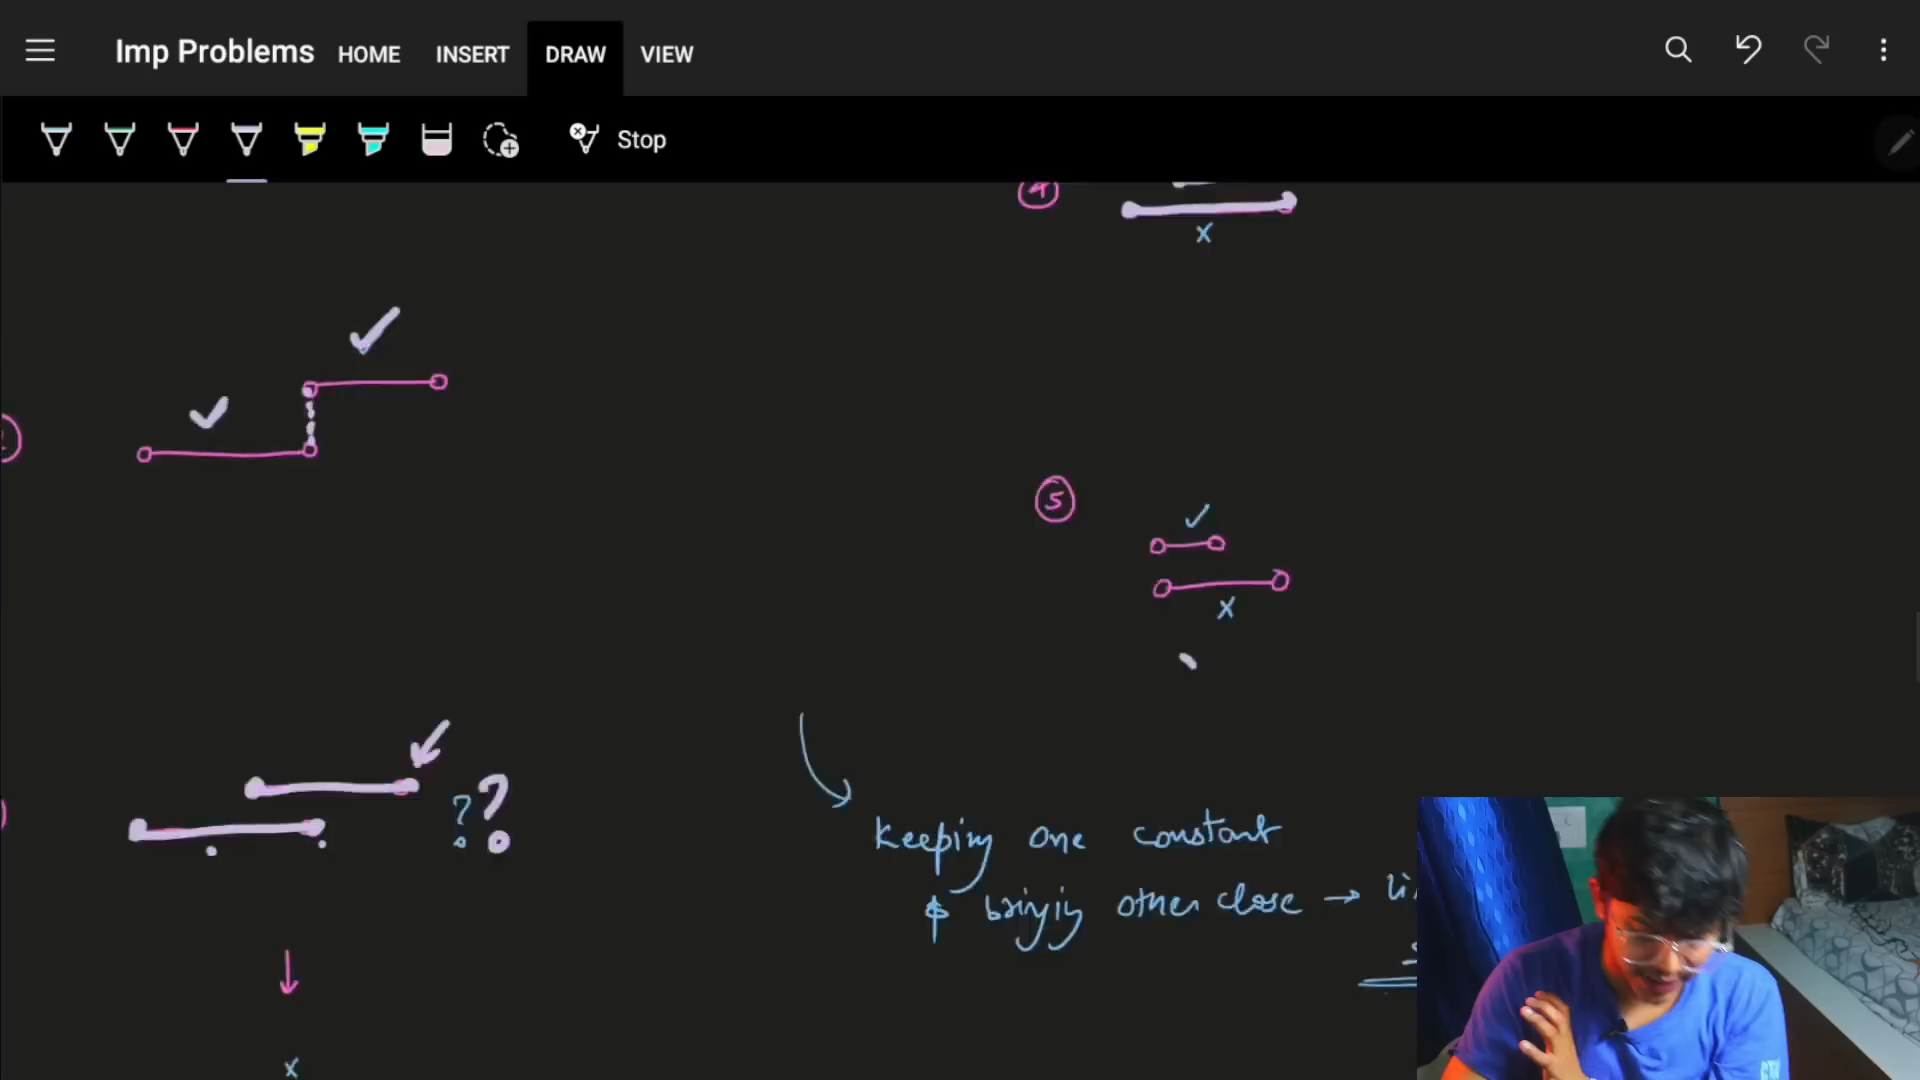 Imp Problems HOME INSERT DRAW VIEW
Stop
4
x
5
x
? ?
Keeping one constant
& bringing other close →
x